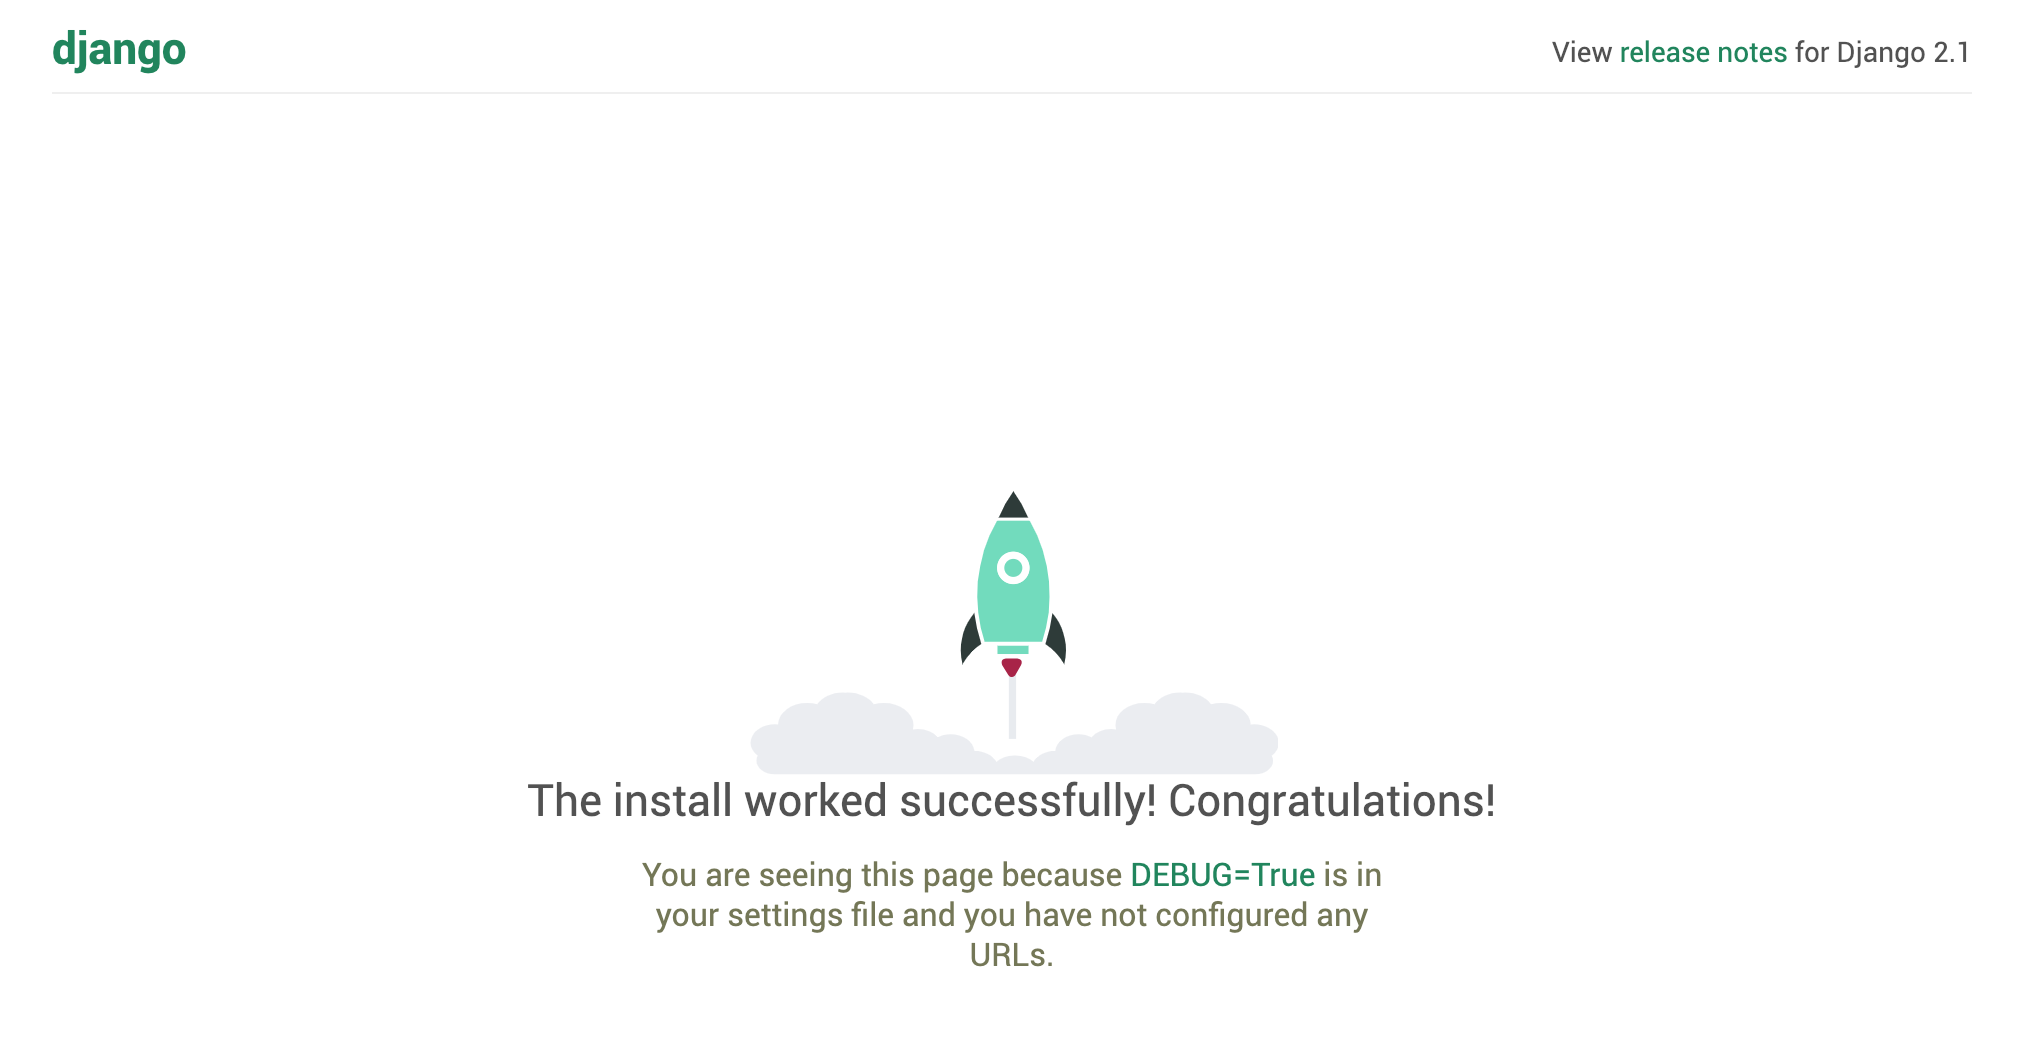 django
View release notes for Django 2.1
The install worked successfully! Congratulations!
You are seeing this page because DEBUG=True is in
your settings file and you have not configured any
URLs.